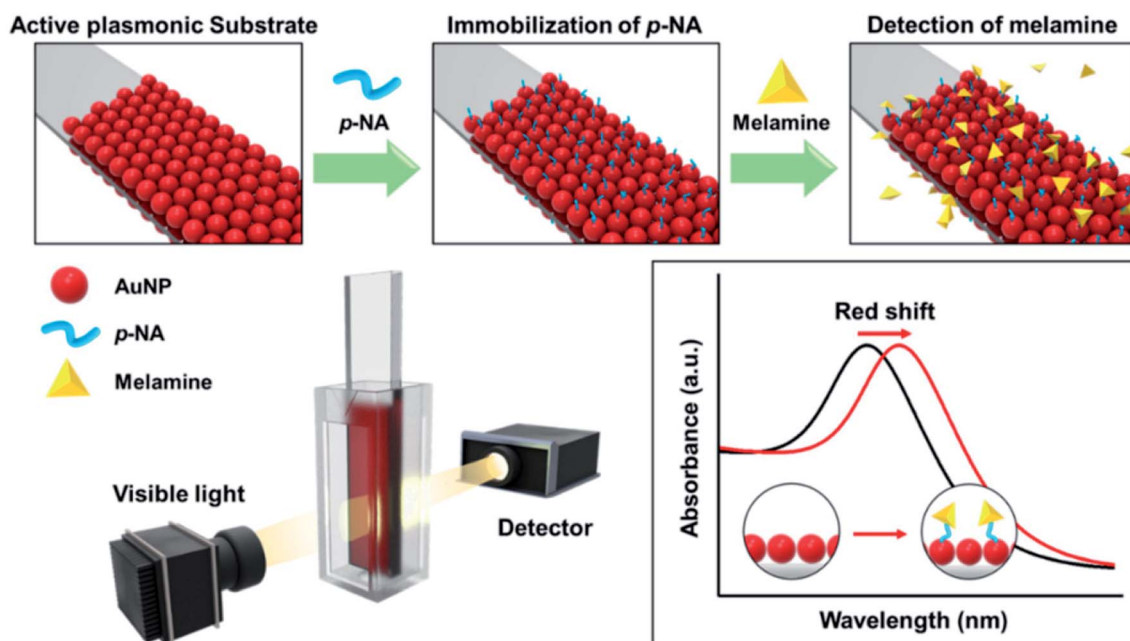 Active plasmonic Substrate
Immobilization of p-NA
Detection of melamine
p-NA
Melamine
AuNP
p-NA
Melamine
Visible light
Detector
Red shift
Absorbance (a.u.)
Wavelength (nm)